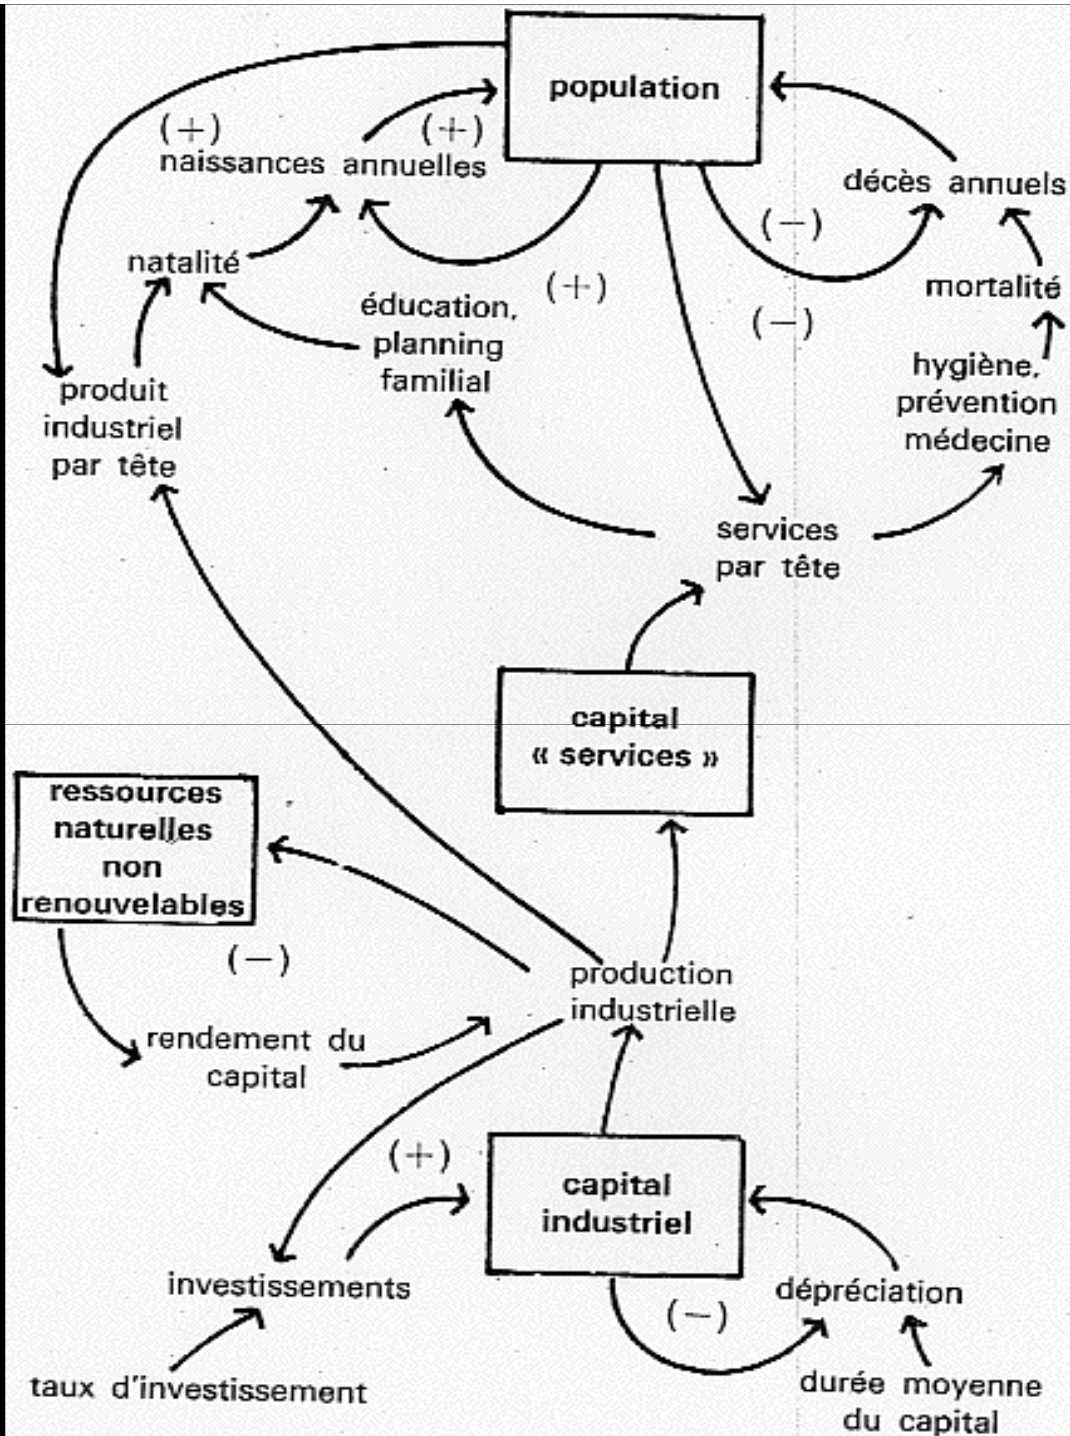 population
(+)
(+)
naissances annuelles
décès annuels
(−)
natalité
(+)
mortalité
éducation,
planning
familial
(−)
hygiène,
prévention
médecine
produit
industriel
par tête
services
par tête
capital
« services »
ressources
naturelles
non
renouvelables
(−)
production
industrielle
rendement du
capital
(+)
capital
industriel
investissements
(−)
dépréciation
taux d'investissement
durée moyenne
du capital